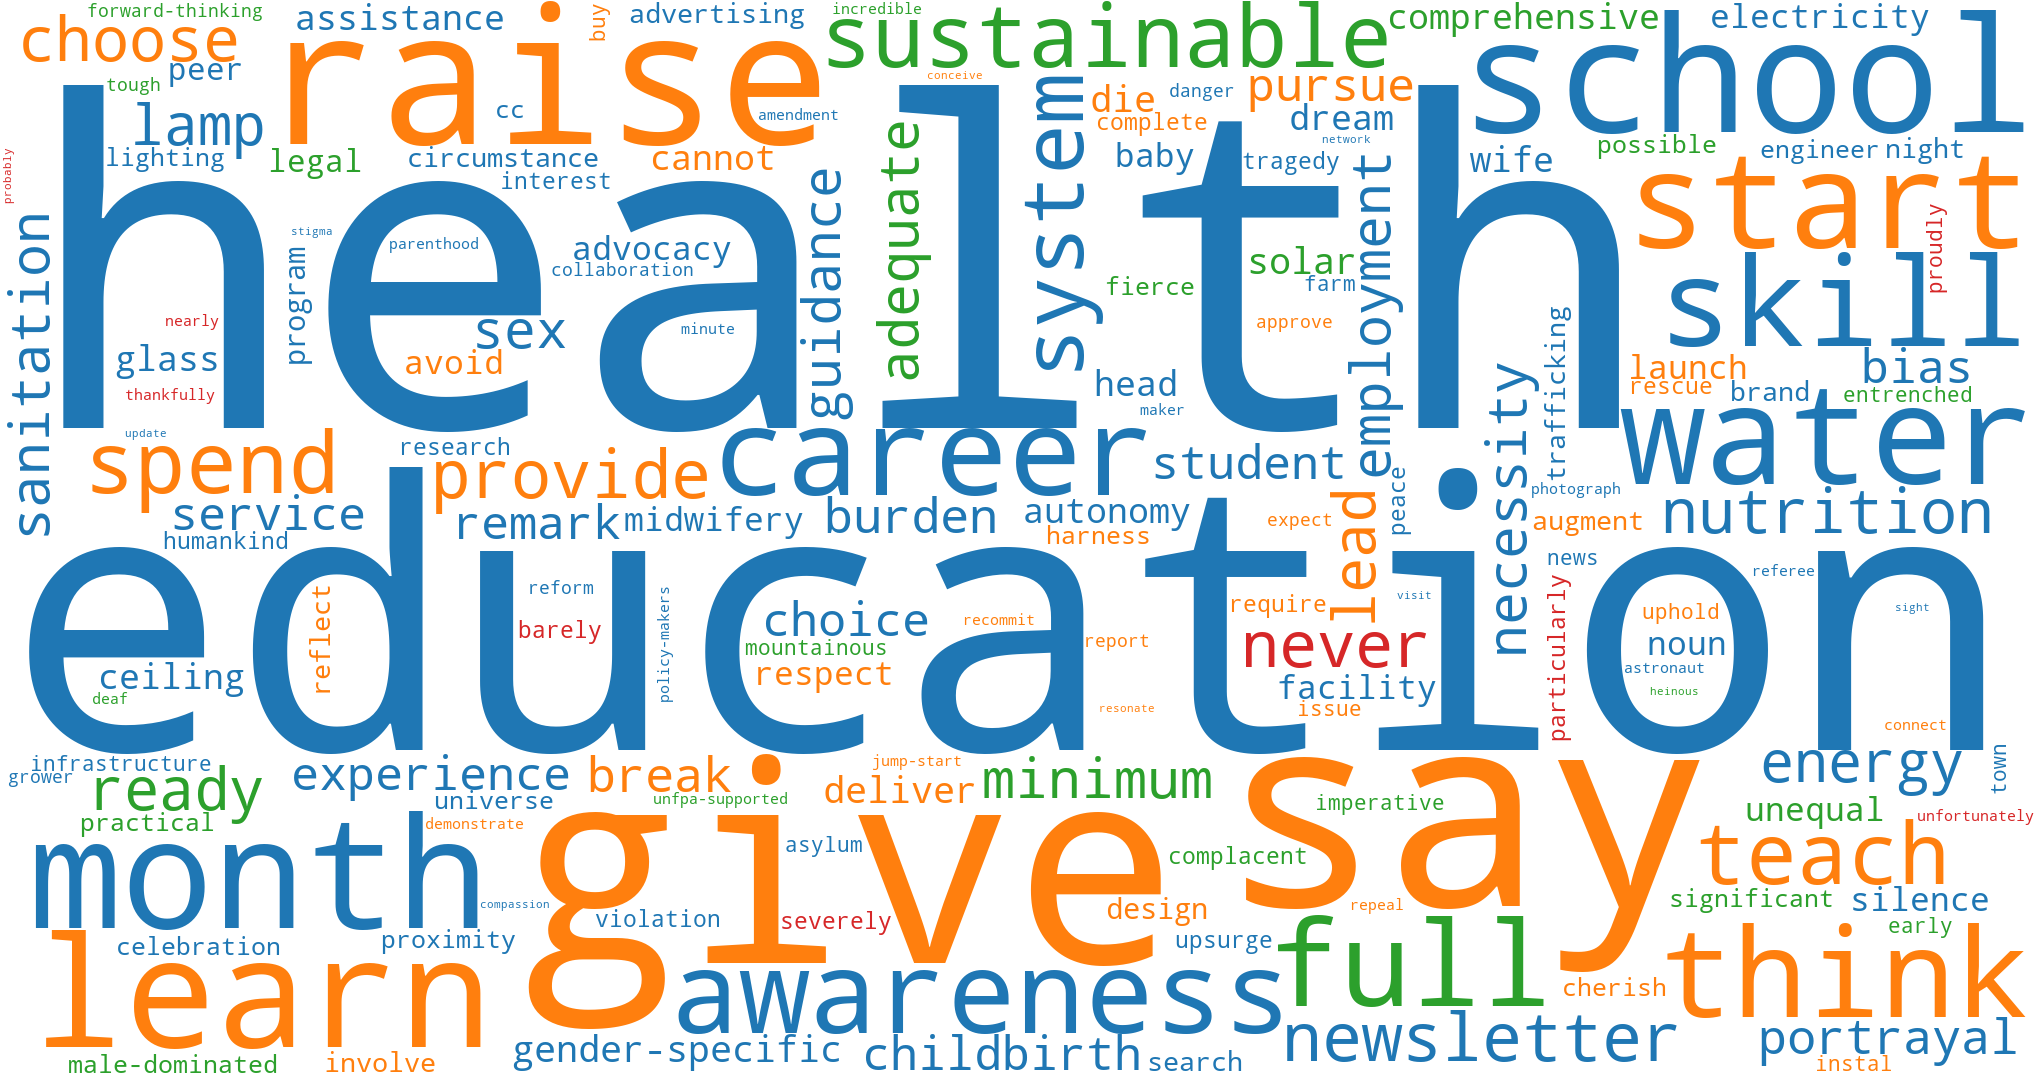 forward-thinking
assistance
buy
advertising
incredible
comprehensive
electricity
choose
raise
sustainable
school
peer
tough
cc
amendment
conceive
die
danger
pursue
lamp
complete
dream
network
probably
lighting
legal
circumstance
cannot
adequate
system
baby
tragedy
employment
wife
possible
engineer
night
interest
start
sanitation
health
stigma
parenthood
advocacy
guidance
solar
proudly
program
collaboration
fierce
farm
skill
nearly
sex
minute
approve
trafficking
glass
avoid
launch
bias
thankfully
head
rescue
brand
entrenched
maker
update
research
career
student
necessity
water
spend
provide
peace
photograph
service
remark
midwifery
burden
autonomy
lead
augment
nutrition
humankind
harness
expect
news
education
reform
policy-makers
referee
reflect
barely
choice
recommit
require
visit
particularly
uphold
sight
mountainous
report
never
noun
ceiling
respect
facility
astronaut
deaf
resonate
issue
heinous
connect
infrastructure
grower
ready
experience
break
jump-start
minimum
say
energy
town
universe
unfpa-supported
deliver
imperative
unequal
practical
demonstrate
unfortunately
month
give
asylum
complacent
teach
compassion
violation
severely
design
repeal
significant
silence
celebration
proximity
upsurge
full
early
learn
awareness
cherish
think
male-dominated
involve
gender-specific
childbirth
search
newsletter
portrayal
instal